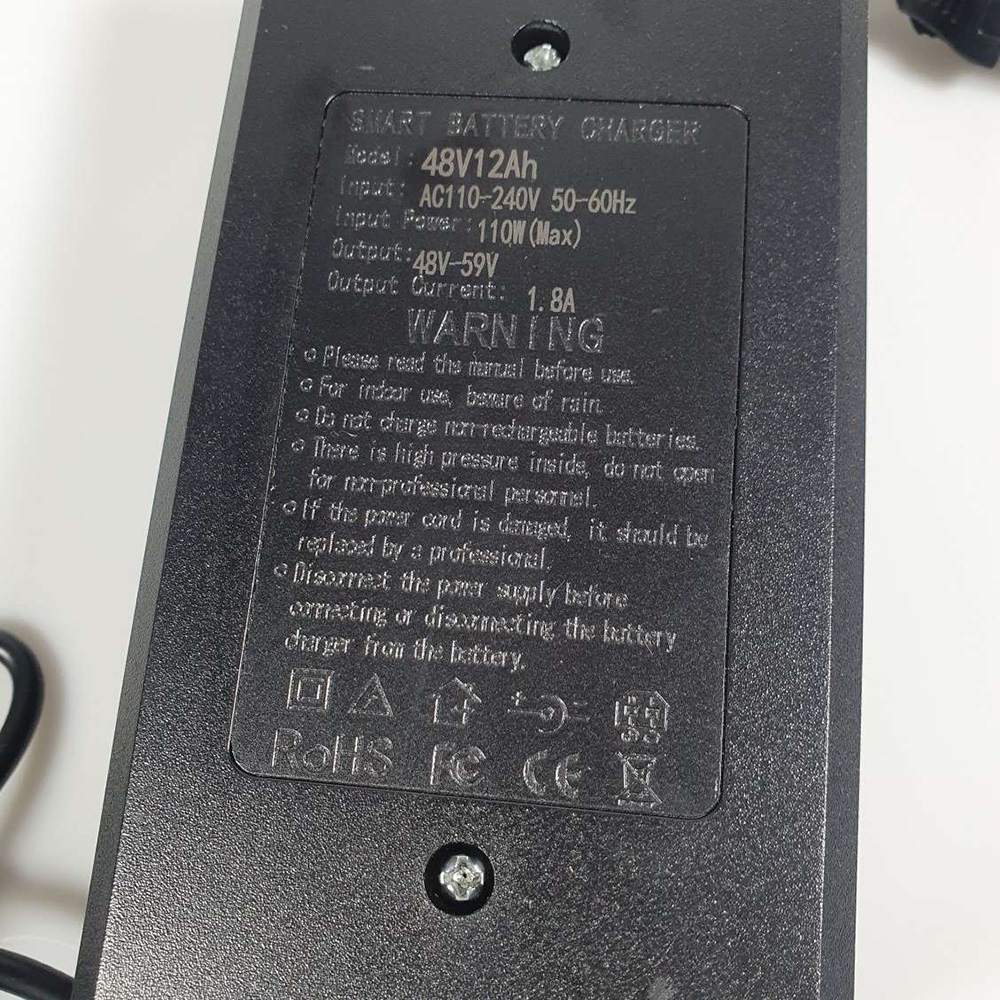 SMART BATTERY CHARGER
Model: 48V12Ah
Input: AC110-240V 50-60Hz
Input Power: 110W(Max)
Output: 48V-59V
Output Current: 1.8A
WARNING
Please read the manual before use.
For indoor use, beware of rain.
Do not charge non-rechargeable batteries.
There is high pressure inside, do not open
for non-professional personnel.
If the power cord is damaged, it should be
replaced by a professional.
Disconnect the power supply before
connecting or disconnecting the battery
charger from the battery.
RoHS FC CE